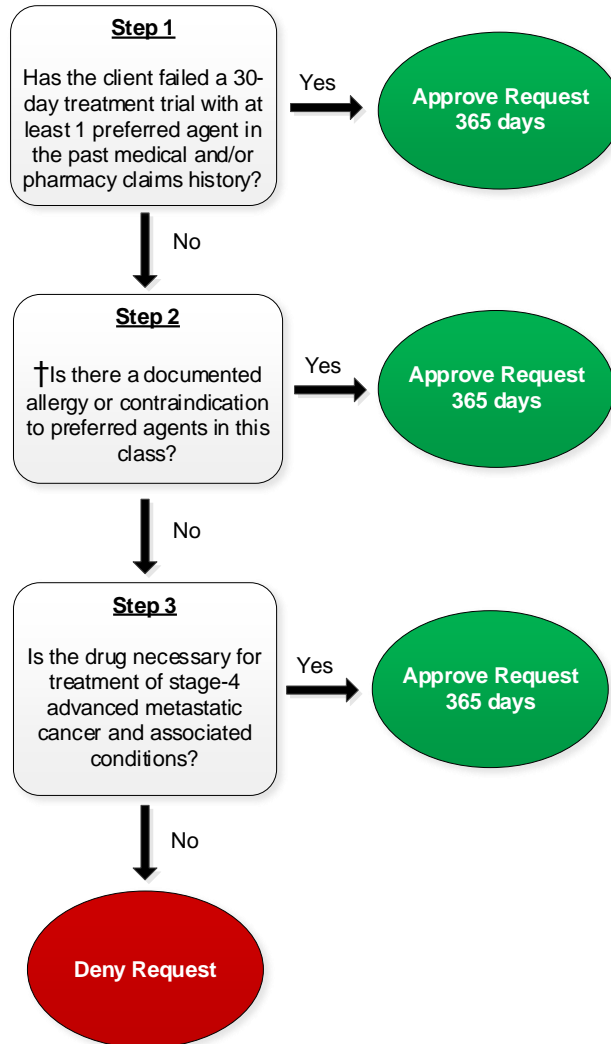 Step 1
Has the client failed a 30-
day treatment trial with at
least 1 preferred agent in
the past medical and/or
pharmacy claims history?
Yes
Approve Request
365 days
No
Step 2
†Is there a documented
allergy or contraindication
to preferred agents in this
class?
Yes
Approve Request
365 days
No
Step 3
Is the drug necessary for
treatment of stage-4
advanced metastatic
cancer and associated
conditions?
Yes
Approve Request
365 days
No
Deny Request